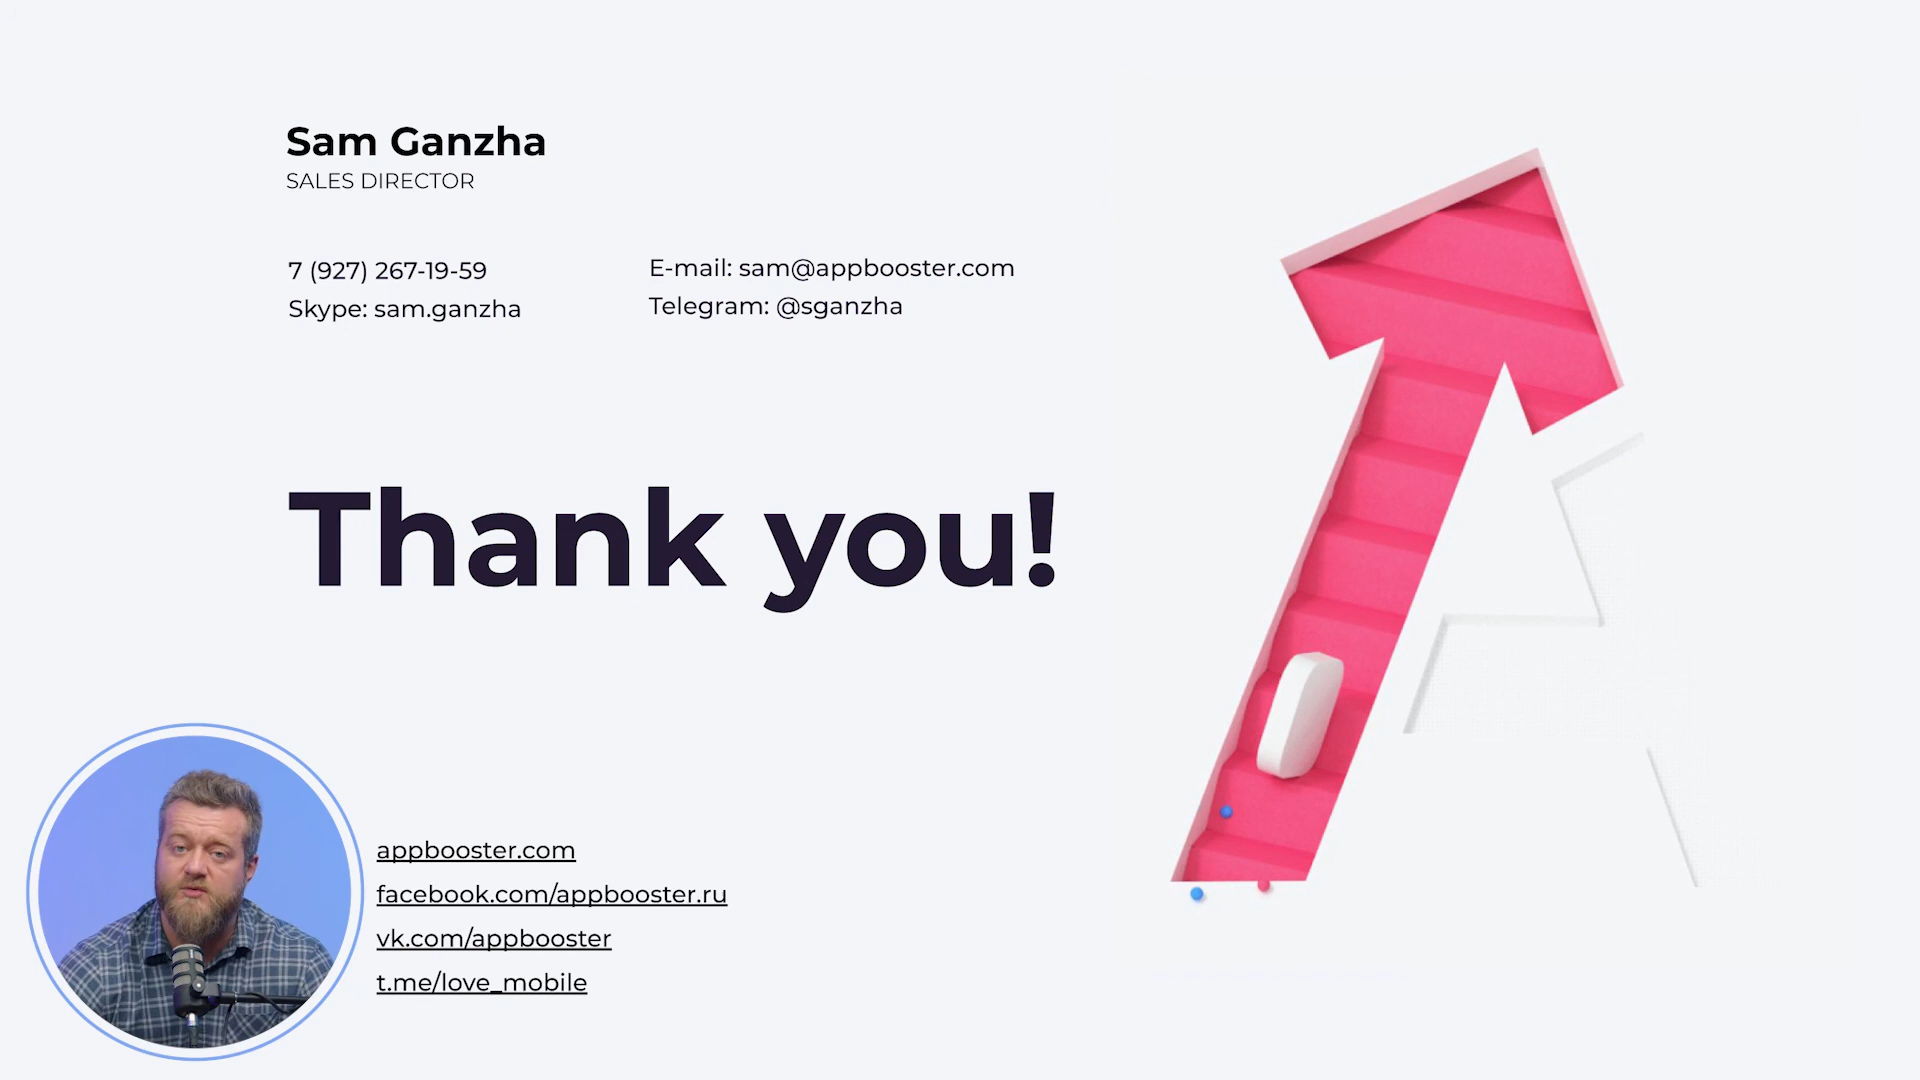 Sam Ganzha
SALES DIRECTOR
7 (927) 267-19-59
Skype: sam.ganzha
E-mail: sam@appbooster.com
Telegram: @sganzha
Thank you!
appbooster.com
facebook.com/appbooster.ru
vk.com/appbooster
t.me/love_mobile